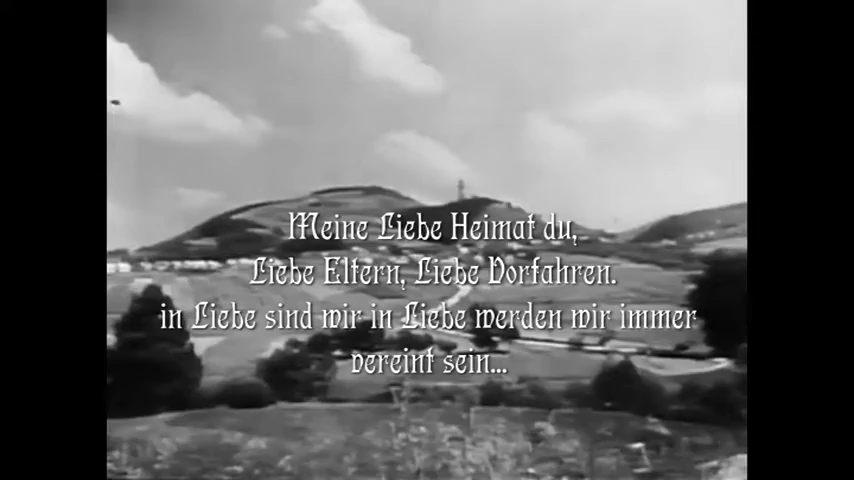 Meine Liebe Heimat du,
Liebe Eltern, Liebe Vorfahren.
in Liebe sind wir in Liebe werden wir immer
vereint sein...